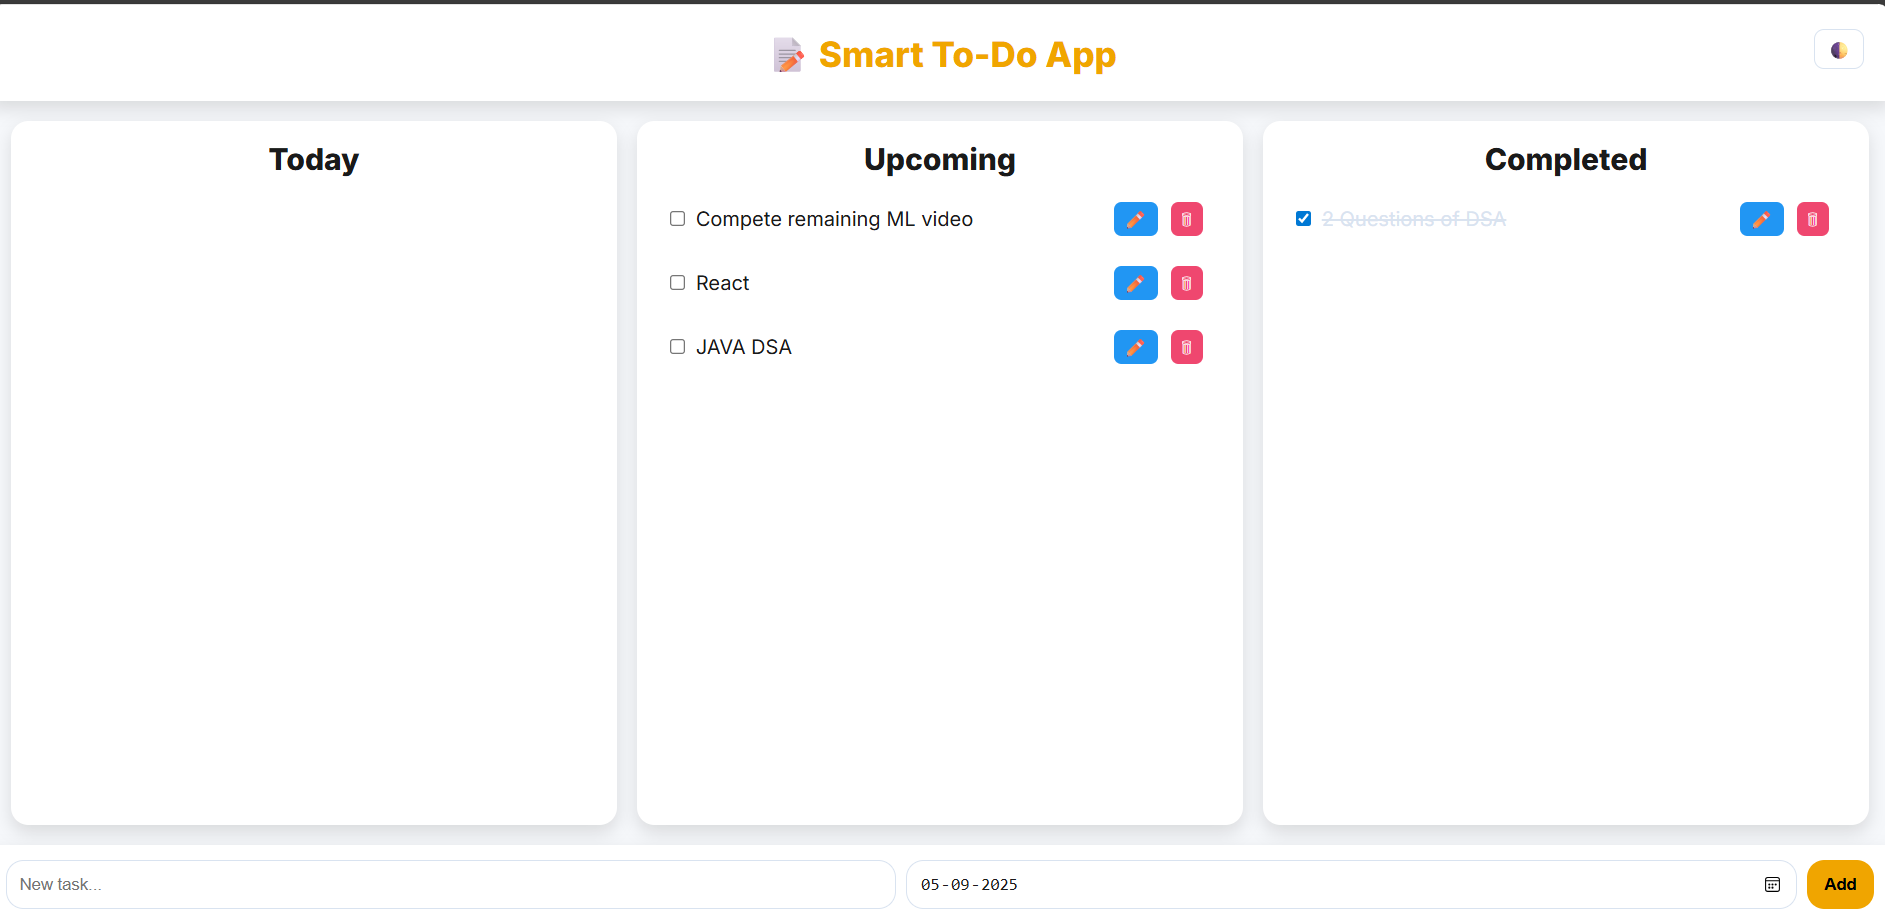 Smart To-Do App
Today
Upcoming
Compete remaining ML video
React
JAVA DSA
Completed
2 Questions of DSA
New task...
05-09-2025
Add